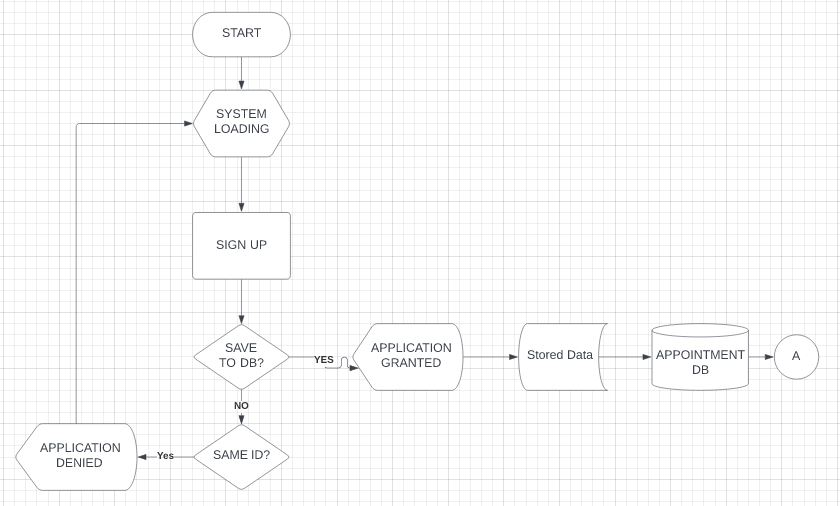 START
SYSTEM
LOADING
SIGN UP
SAVE
TO DB?
YES
APPLICATION
GRANTED
Stored Data
APPOINTMENT
DB
A
NO
SAME ID?
Yes
APPLICATION
DENIED